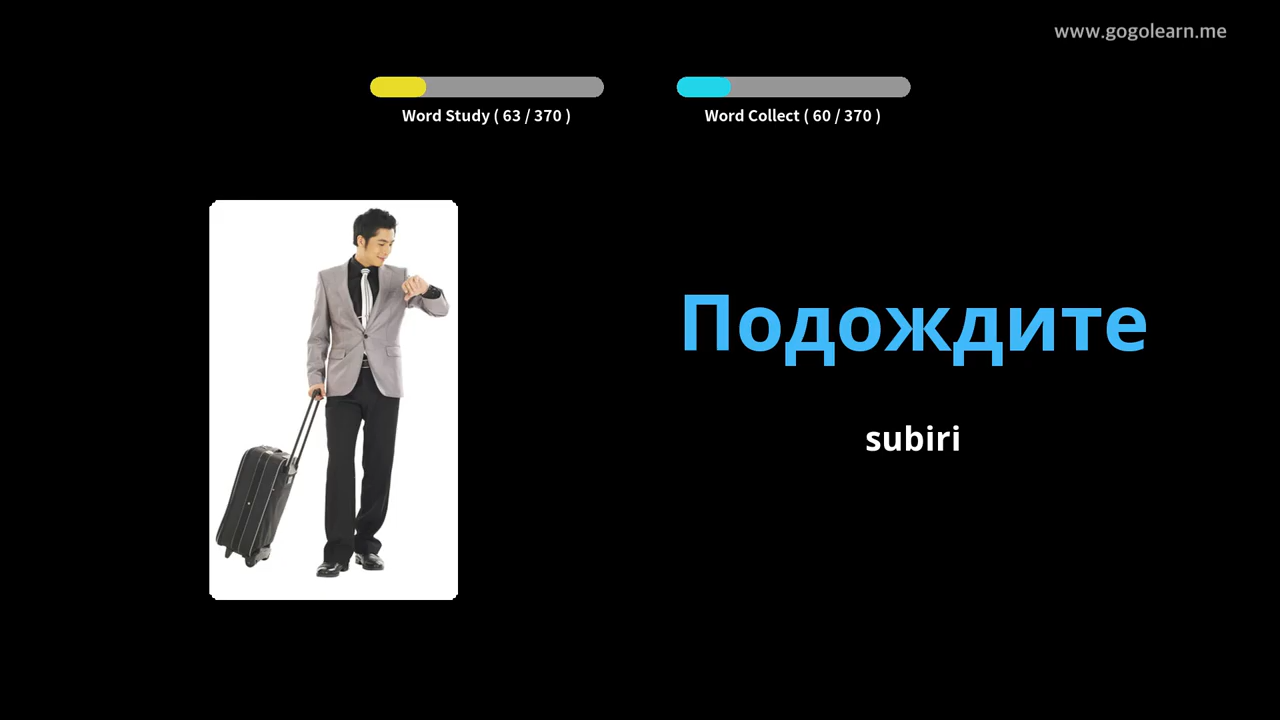 www.gogolearn.me
Word Study ( 63 / 370 )
Word Collect ( 60 / 370 )
Подождите
subiri